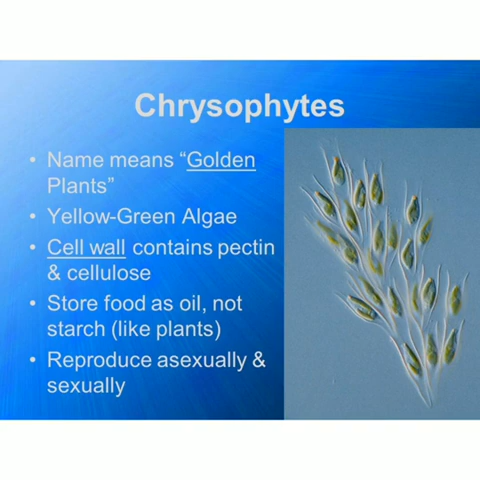 Chrysophytes
• Name means “Golden
Plants”
• Yellow-Green Algae
• Cell wall contains pectin
& cellulose
• Store food as oil, not
starch (like plants)
• Reproduce asexually &
sexually